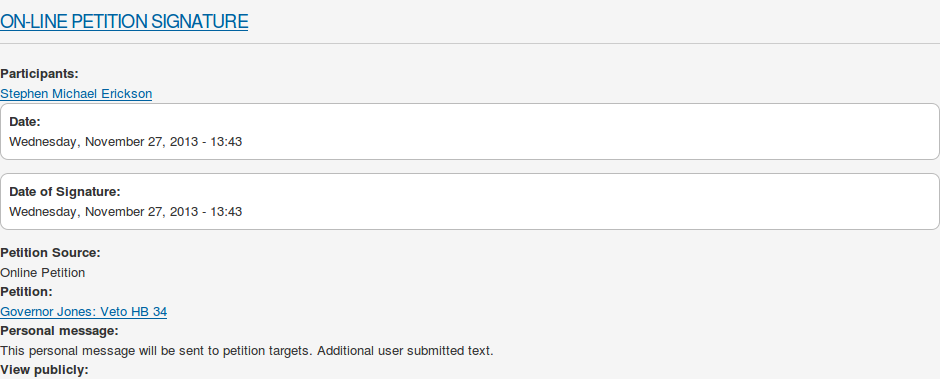 ON-LINE PETITION SIGNATURE
Participants:
Stephen Michael Erickson
Date:
Wednesday, November 27, 2013 - 13:43
Date of Signature:
Wednesday, November 27, 2013 - 13:43
Petition Source:
Online Petition
Petition:
Governor Jones: Veto HB 34
Personal message:
This personal message will be sent to petition targets. Additional user submitted text.
View publicly: